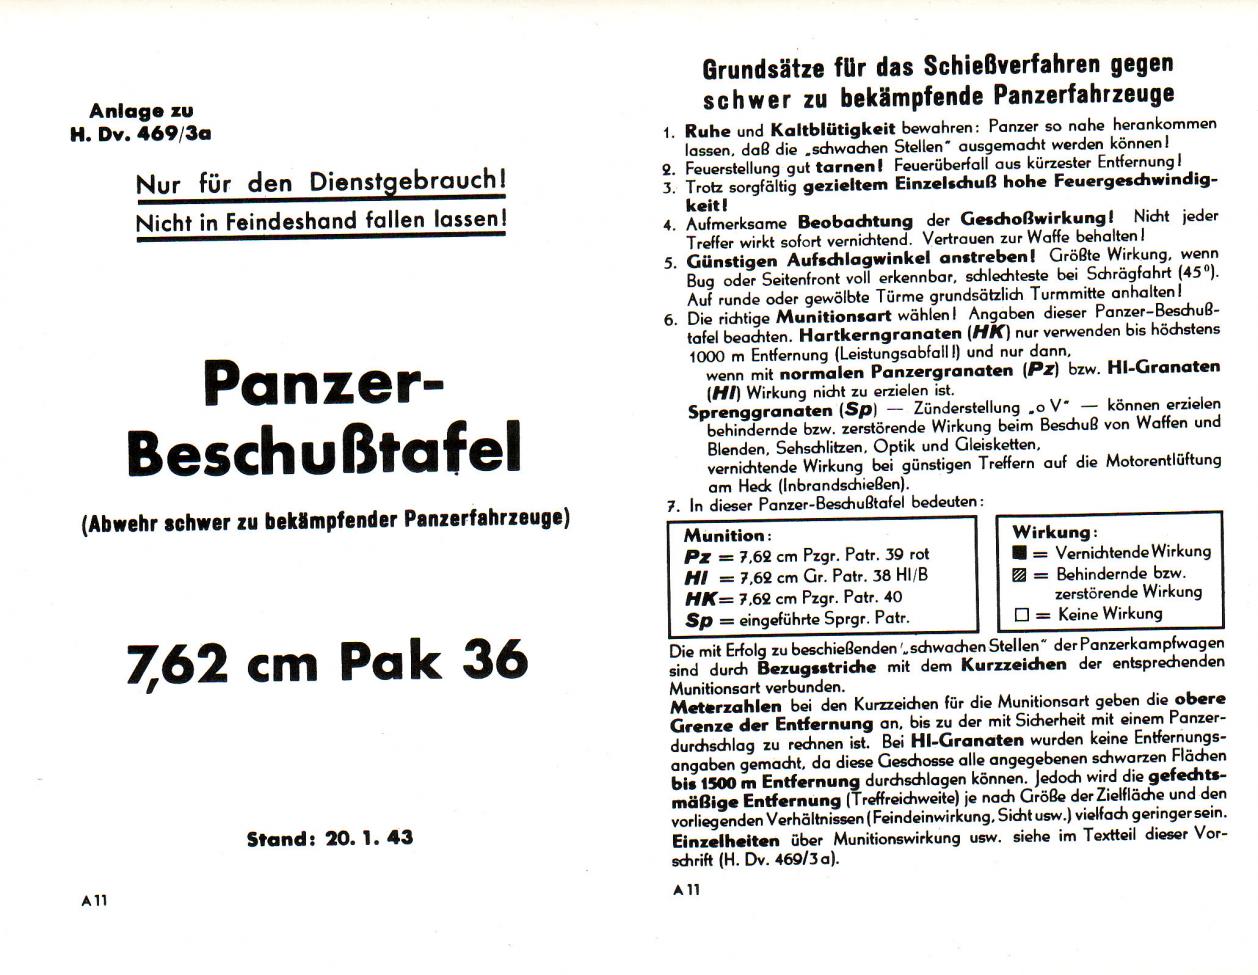 Anlage zu
H. Dv. 469/3a
Nur für den Dienstgebrauch!
Nicht in Feindeshand fallen lassen!
Panzer-
Beschußtafel
(Abwehr schwer zu bekämpfender Panzerfahrzeuge)
7,62 cm Pak 36
Stand: 20. 1. 43
A 11
Grundsätze für das Schießverfahren gegen
schwer zu bekämpfende Panzerfahrzeuge
1. Ruhe und Kaltblütigkeit bewahren: Panzer so nahe herankommen
lassen, daß die „schwachen Stellen" ausgemacht werden können!
2. Feuerstellung gut tarnen! Feuerüberfall aus kürzester Entfernung!
3. Trotz sorgfältig gezieltem Einzelschuß hohe Feuergeschwindig-
keit!
4. Aufmerksame Beobachtung der Geschoßwirkung! Nicht jeder
Treffer wirkt sofort vernichtend. Vertrauen zur Waffe behalten!
5. Günstigen Aufschlagwinkel anstreben! Größte Wirkung, wenn
Bug oder Seitenfront voll erkennbar, schlechteste bei Schrägfahrt (45°).
Auf runde oder gewölbte Türme grundsätzlich Turmmitte anhalten!
6. Die richtige Munitionsart wählen! Angaben dieser Panzer-Beschuß-
tafel beachten. Hartkerngranaten (HK) nur verwenden bis höchstens
1000 m Entfernung (Leistungsabfall!) und nur dann,
wenn mit normalen Panzergranaten (Pz) bzw. Hl-Granaten
(Hl) Wirkung nicht zu erzielen ist.
Sprenggranaten (Sp) — Zünderstellung „o V" — können erzielen
behindernde bzw. zerstörende Wirkung beim Beschuß von Waffen und
Blenden, Sehschlitzen, Optik und Gleisketten,
vernichtende Wirkung bei günstigen Treffern auf die Motorentlüftung
am Heck (Inbrandschießen).
7. In dieser Panzer-Beschußtafel bedeuten:
Munition:
Pz = 7,62 cm Pzgr. Patr. 39 rot
Hl = 7,62 cm Gr. Patr. 38 Hl/B
HK = 7,62 cm Pzgr. Patr. 40
Sp = eingeführte Sprgr. Patr.
Wirkung:
■ = Vernichtende Wirkung
▨ = Behindernde bzw.
zerstörende Wirkung
□ = Keine Wirkung
Die mit Erfolg zu beschießenden „schwachen Stellen" der Panzerkampfwagen
sind durch Bezugsstriche mit dem Kurzzeichen der entsprechenden
Munitionsart verbunden.
Meterzahlen bei den Kurzzeichen für die Munitionsart geben die obere
Grenze der Entfernung an, bis zu der mit Sicherheit mit einem Panzer-
durchschlag zu rechnen ist. Bei Hl-Granaten wurden keine Entfernungs-
angaben gemacht, da diese Geschosse alle angegebenen schwarzen Flächen
bis 1500 m Entfernung durchschlagen können. Jedoch wird die gefechts-
mäßige Entfernung (Treffreichweite) je nach Größe der Zielfläche und den
vorliegenden Verhältnissen (Feindeinwirkung, Sicht usw.) vielfach geringer sein.
Einzelheiten über Munitionswirkung usw. siehe im Textteil dieser Vor-
schrift (H. Dv. 469/3a).
A 11